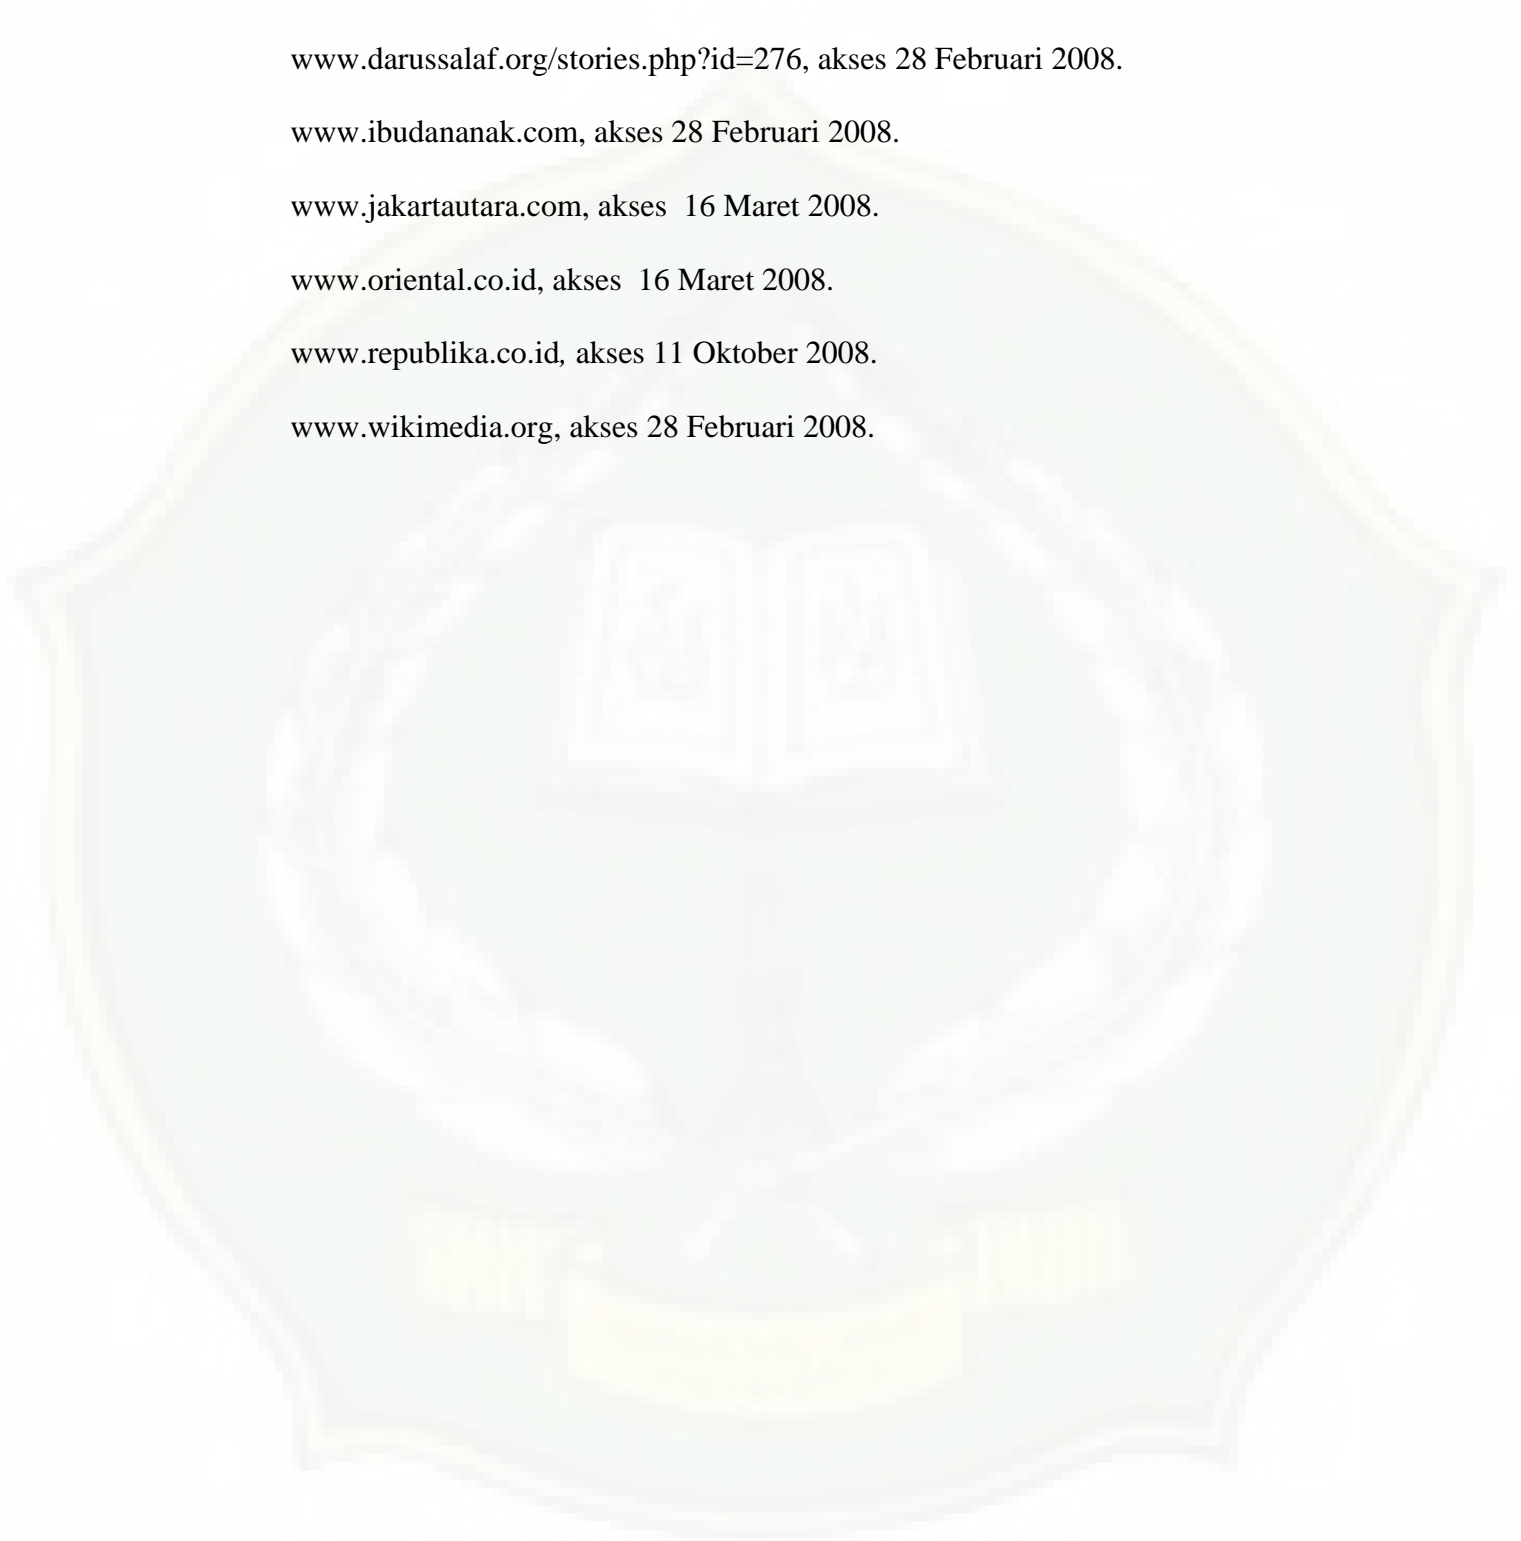 www.darussalaf.org/stories.php?id=276, akses 28 Februari 2008.
www.ibudananak.com, akses 28 Februari 2008.
www.jakartautara.com, akses  16 Maret 2008.
www.oriental.co.id, akses  16 Maret 2008.
www.republika.co.id, akses 11 Oktober 2008.
www.wikimedia.org, akses 28 Februari 2008.